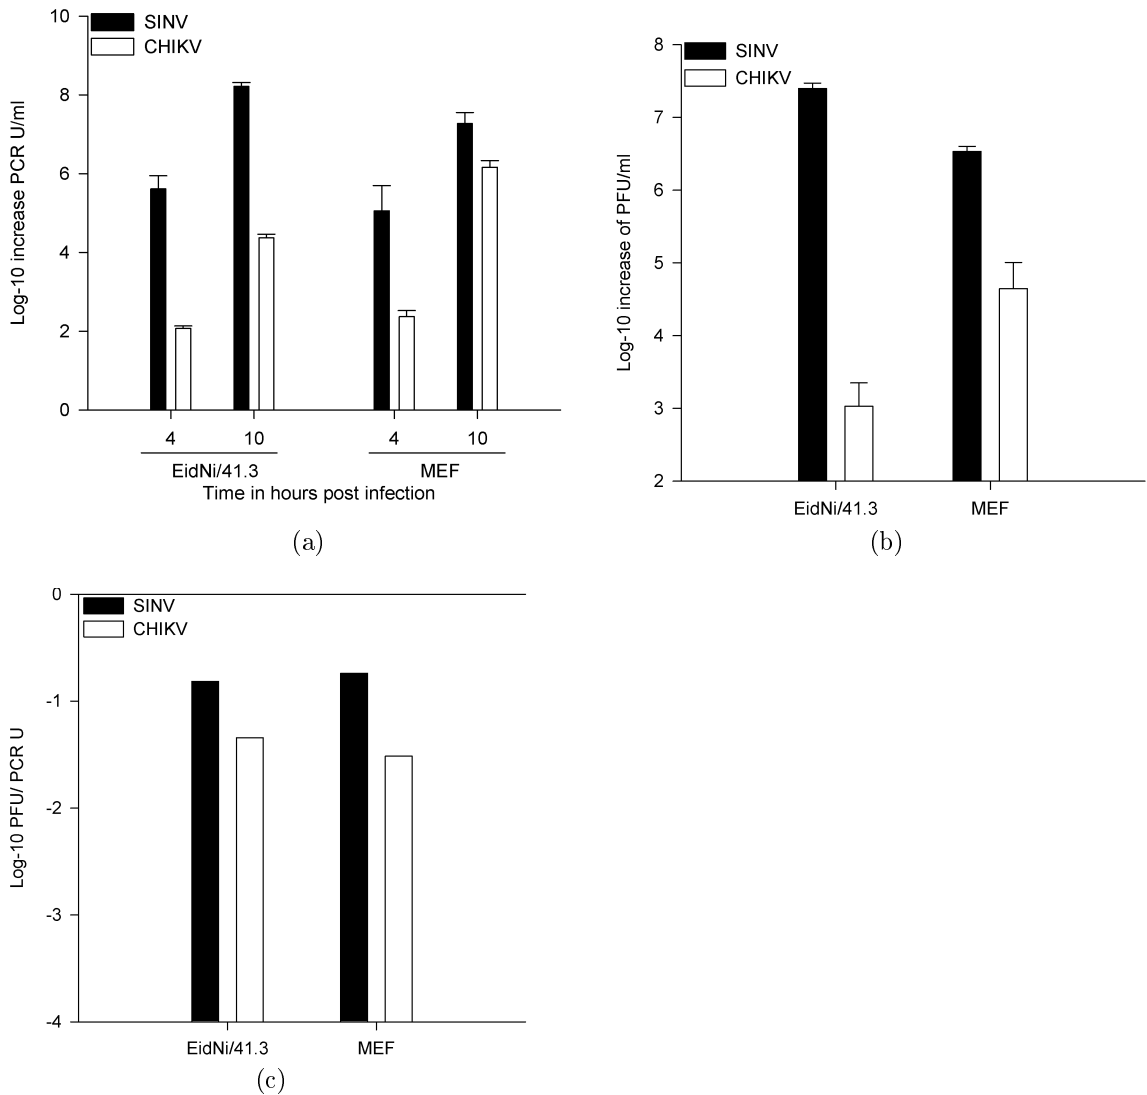 10
8
6
4
2
0
Log-10 increase PCR U/ml
SINV
CHIKV
4 10 4 10
EidNi/41.3 MEF
Time in hours post infection
(a)
8
7
6
5
4
3
2
Log-10 increase of PFU/ml
SINV
CHIKV
EidNi/41.3 MEF
(b)
0
-1
-2
-3
-4
Log-10 PFU/ PCR U
SINV
CHIKV
EidNi/41.3 MEF
(c)